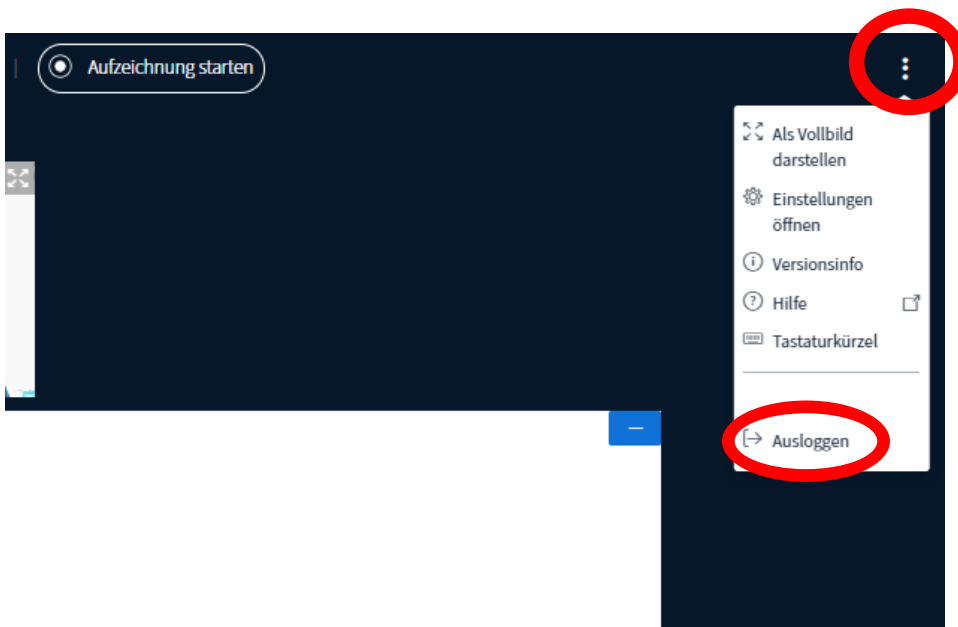 Aufzeichnung starten
Als Vollbild
darstellen
Einstellungen
öffnen
Versionsinfo
Hilfe
Tastaturkürzel
Ausloggen